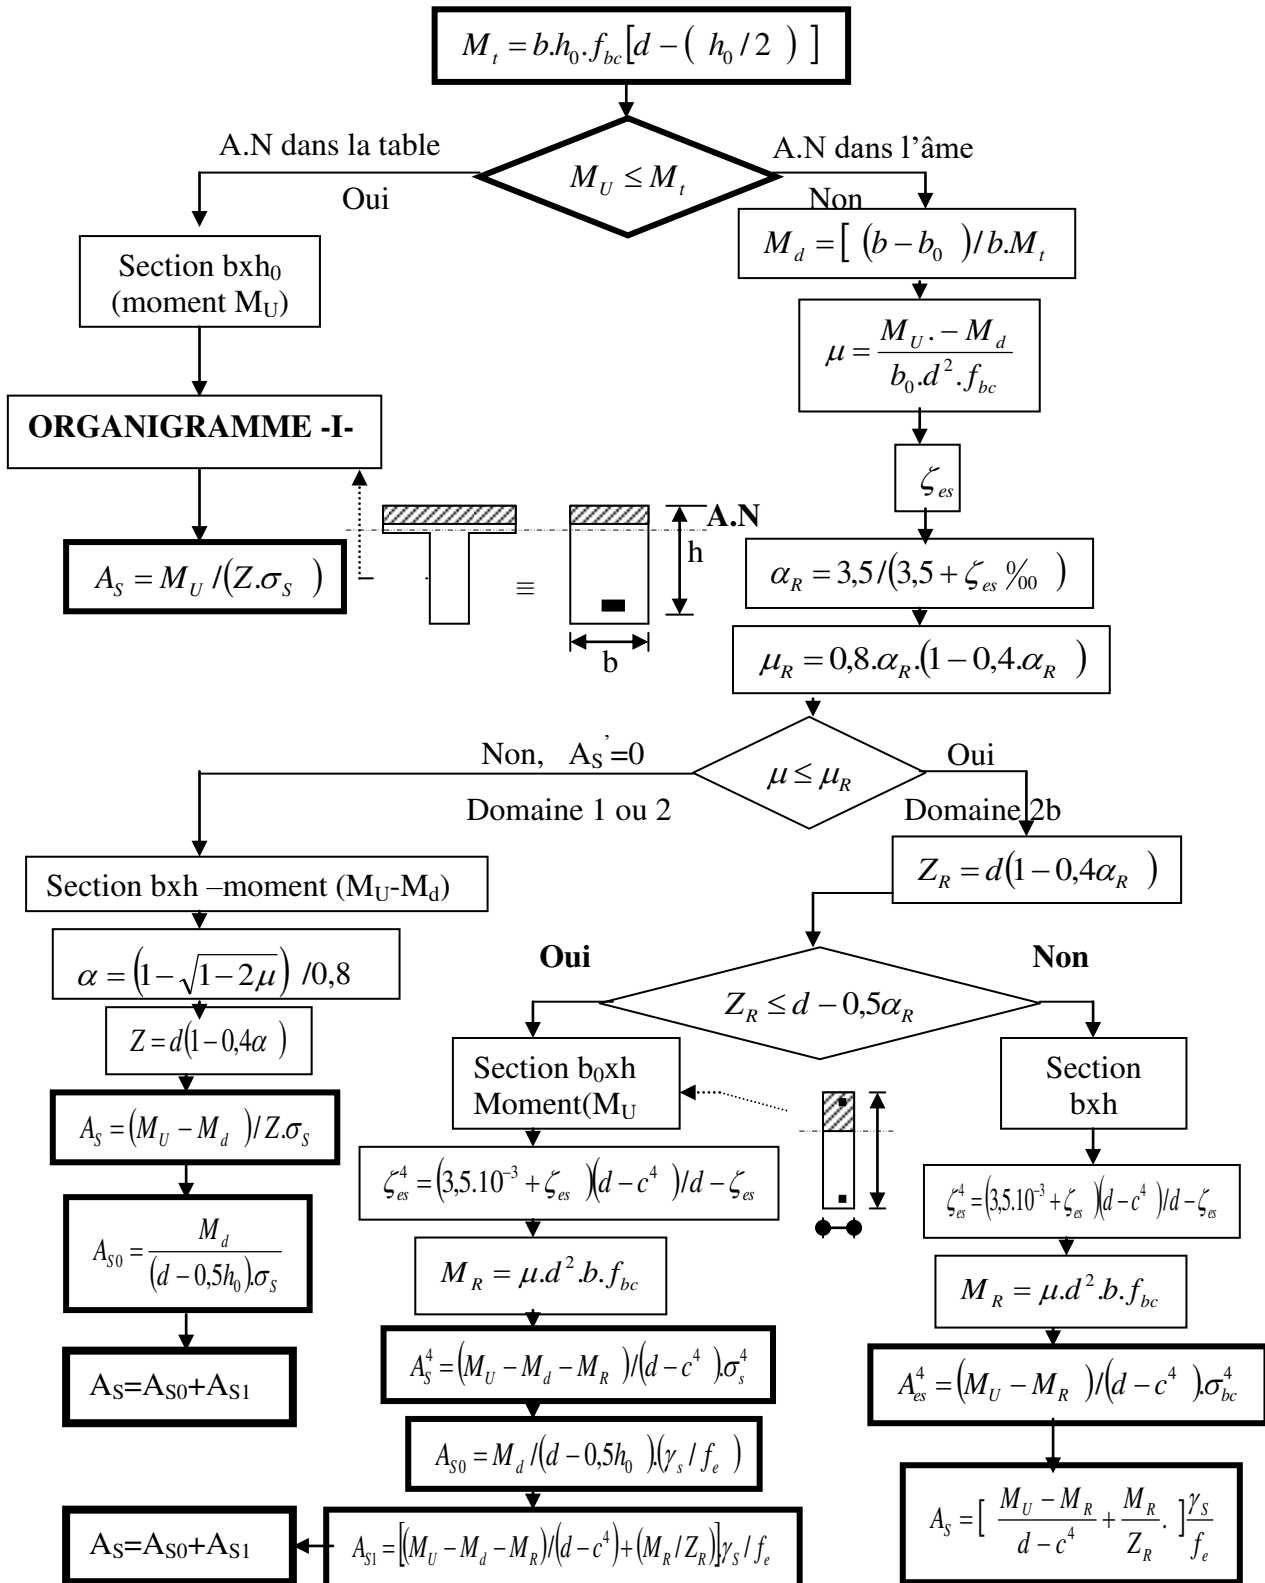 M_t = b.h_0.f_bc[d − ( h_0/2 ) ]
A.N dans la table
A.N dans l'âme
M_U ≤ M_t
Oui
Non
Section bxh_0
(moment M_U)
M_d = [ (b − b_0 )/b.M_t
μ = (M_U. − M_d)/(b_0.d².f_bc)
ORGANIGRAMME -I-
ζ_es
A.N
h
≡
b
A_S = M_U /(Z.σ_S )
α_R = 3,5/(3,5 + ζ_es ‰ )
μ_R = 0,8.α_R.(1 − 0,4.α_R )
Non, A_S'=0
Oui
μ ≤ μ_R
Domaine 1 ou 2
Domaine 2b
Section bxh –moment (M_U-M_d)
Z_R = d(1 − 0,4α_R )
α = (1 − √(1 − 2μ)) /0,8
Oui
Non
Z_R ≤ d − 0,5α_R
Z = d(1 − 0,4α )
Section b_0xh
Moment(M_U
Section
bxh
A_S = (M_U − M_d )/ Z.σ_S
ζ_es^4 = (3,5.10^-3 + ζ_es )(d − c^4 )/d − ζ_es
ζ_es^4 = (3,5.10^-3 + ζ_es )(d − c^4 )/d − ζ_es
A_S0 = M_d/((d − 0,5h_0).σ_S)
M_R = μ.d².b.f_bc
M_R = μ.d².b.f_bc
A_S=A_S0+A_S1
A_S^4 = (M_U − M_d − M_R )/(d − c^4 ).σ_s^4
A_es^4 = (M_U − M_R )/(d − c^4 ).σ_bc^4
A_S0 = M_d /(d − 0,5h_0 ).(γ_s / f_e )
A_S = [ (M_U − M_R)/(d − c^4) + M_R/Z_R. ]γ_S/f_e
A_S=A_S0+A_S1
A_S1 = [(M_U − M_d − M_R)/(d − c^4) + (M_R/Z_R)].γ_S / f_e